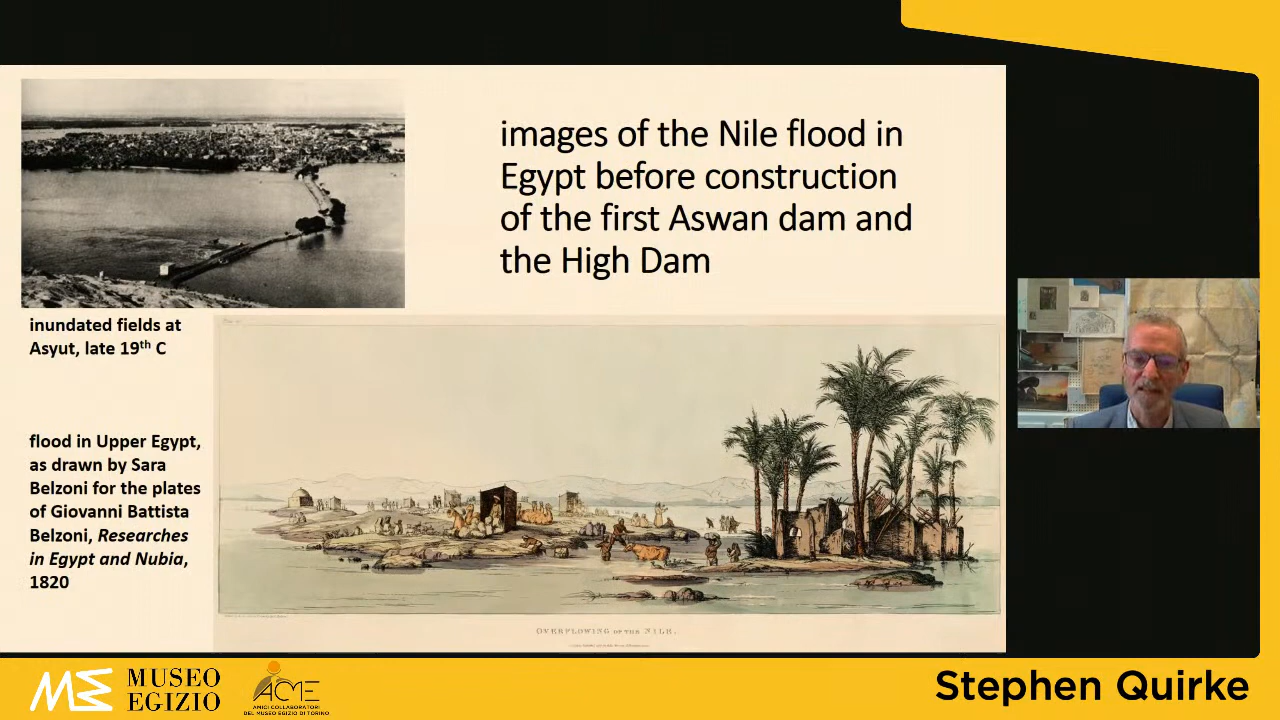 images of the Nile flood in
Egypt before construction
of the first Aswan dam and
the High Dam
inundated fields at
Asyut, late 19th C
flood in Upper Egypt,
as drawn by Sara
Belzoni for the plates
of Giovanni Battista
Belzoni, Researches
in Egypt and Nubia,
1820
OVERFLOWING OF THE NILE.
MUSEO
EGIZIO
ACME
AMICI COLLABORATORI
DEL MUSEO EGIZIO DI TORINO
Stephen Quirke